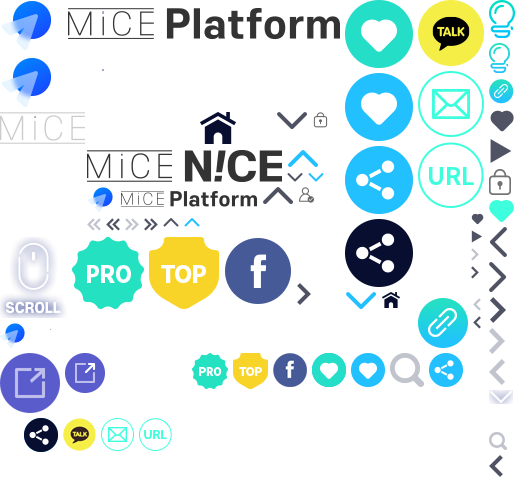 MiCE Platform
TALK
MiCE
MiCE N!CE
URL
MiCE Platform
PRO TOP f
SCROLL
PRO TOP f
TALK URL